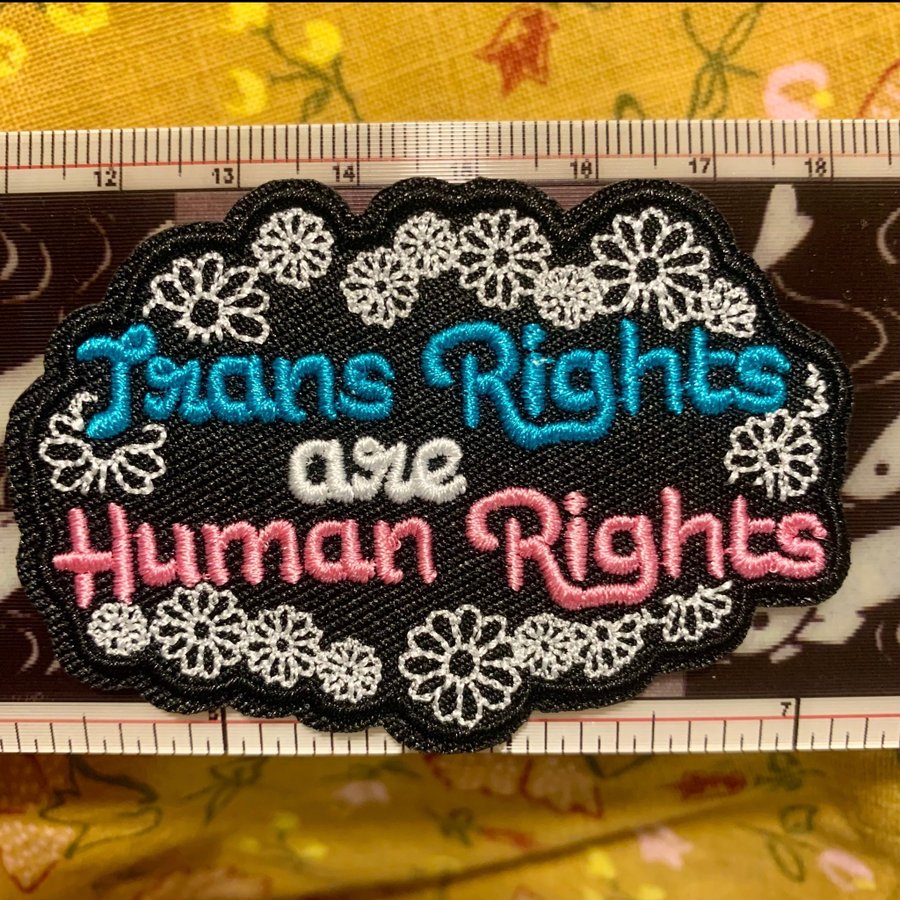 12 13 14 16 17 18
Trans Rights
are
Human Rights
7